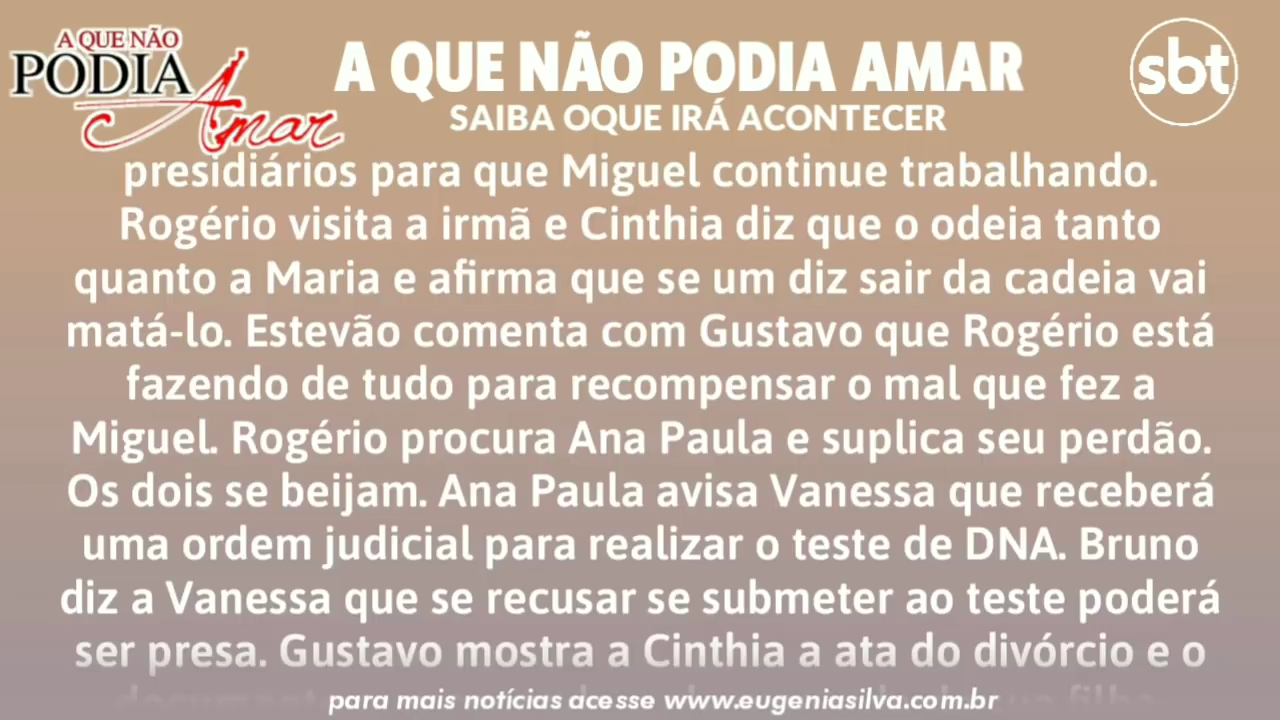 A QUE NÃO
PODIA
Amar
A QUE NÃO PODIA AMAR
SAIBA OQUE IRÁ ACONTECER
sbt
presidiários para que Miguel continue trabalhando.
Rogério visita a irmã e Cinthia diz que o odeia tanto
quanto a Maria e afirma que se um diz sair da cadeia vai
matá-lo. Estevão comenta com Gustavo que Rogério está
fazendo de tudo para recompensar o mal que fez a
Miguel. Rogério procura Ana Paula e suplica seu perdão.
Os dois se beijam. Ana Paula avisa Vanessa que receberá
uma ordem judicial para realizar o teste de DNA. Bruno
diz a Vanessa que se recusar se submeter ao teste poderá
ser presa. Gustavo mostra a Cinthia a ata do divórcio e o
para mais notícias acesse www.eugeniasilva.com.br